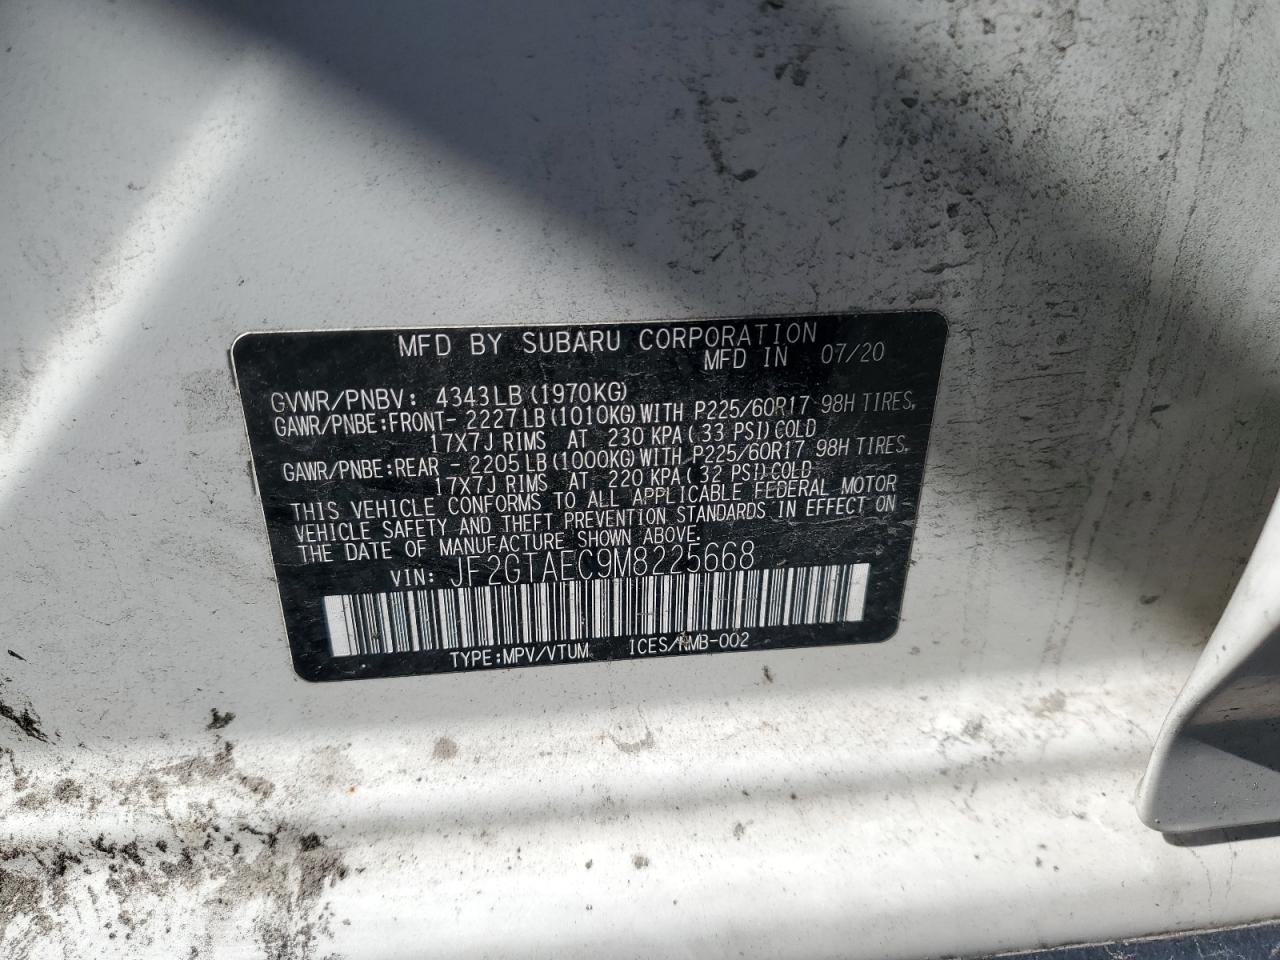 MFD BY SUBARU CORPORATION
MFD IN 07/20
GVWR/PNBV: 4343LB(1970KG)
GAWR/PNBE:FRONT-2227LB(1010KG)WITH P225/60R17 98H TIRES,
17X7J RIMS AT 230 KPA(33 PSI)COLD
GAWR/PNBE:REAR -2205LB(1000KG)WITH P225/60R17 98H TIRES,
17X7J RIMS AT 220 KPA(32 PSI)COLD
THIS VEHICLE CONFORMS TO ALL APPLICABLE FEDERAL MOTOR
VEHICLE SAFETY AND THEFT PREVENTION STANDARDS IN EFFECT ON
THE DATE OF MANUFACTURE SHOWN ABOVE.
VIN: JF2GTAEC9M8225668
TYPE:MPV/VTUM ICES/NMB-002